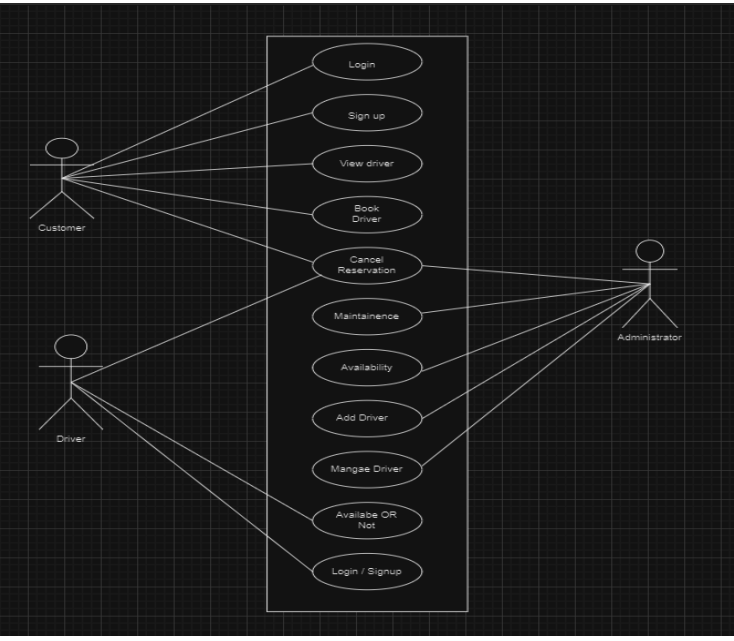 Login
Sign up
View driver
Book
Driver
Customer
Cancel
Reservation
Maintainence
Administrator
Availability
Add Driver
Driver
Mangae Driver
Availabe OR
Not
Login / Signup